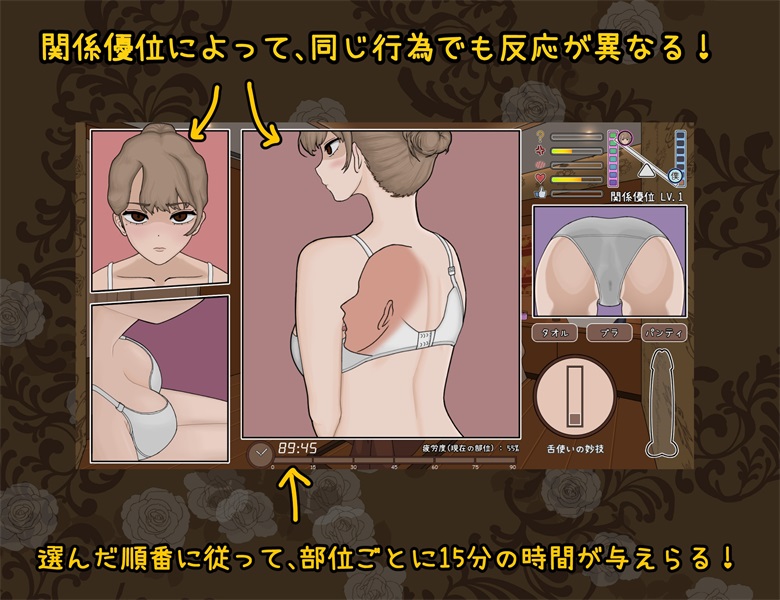 関係優位によって、同じ行為でも反応が異なる!
関係優位 LV.1
僕
タオル
ブラ
パンティ
舌使いの妙技
89:45
疲労度(現在の部位) : 55%
0 10 30 45 60 75 90
選んだ順番に従って、部位ごとに15分の時間が与えらる!